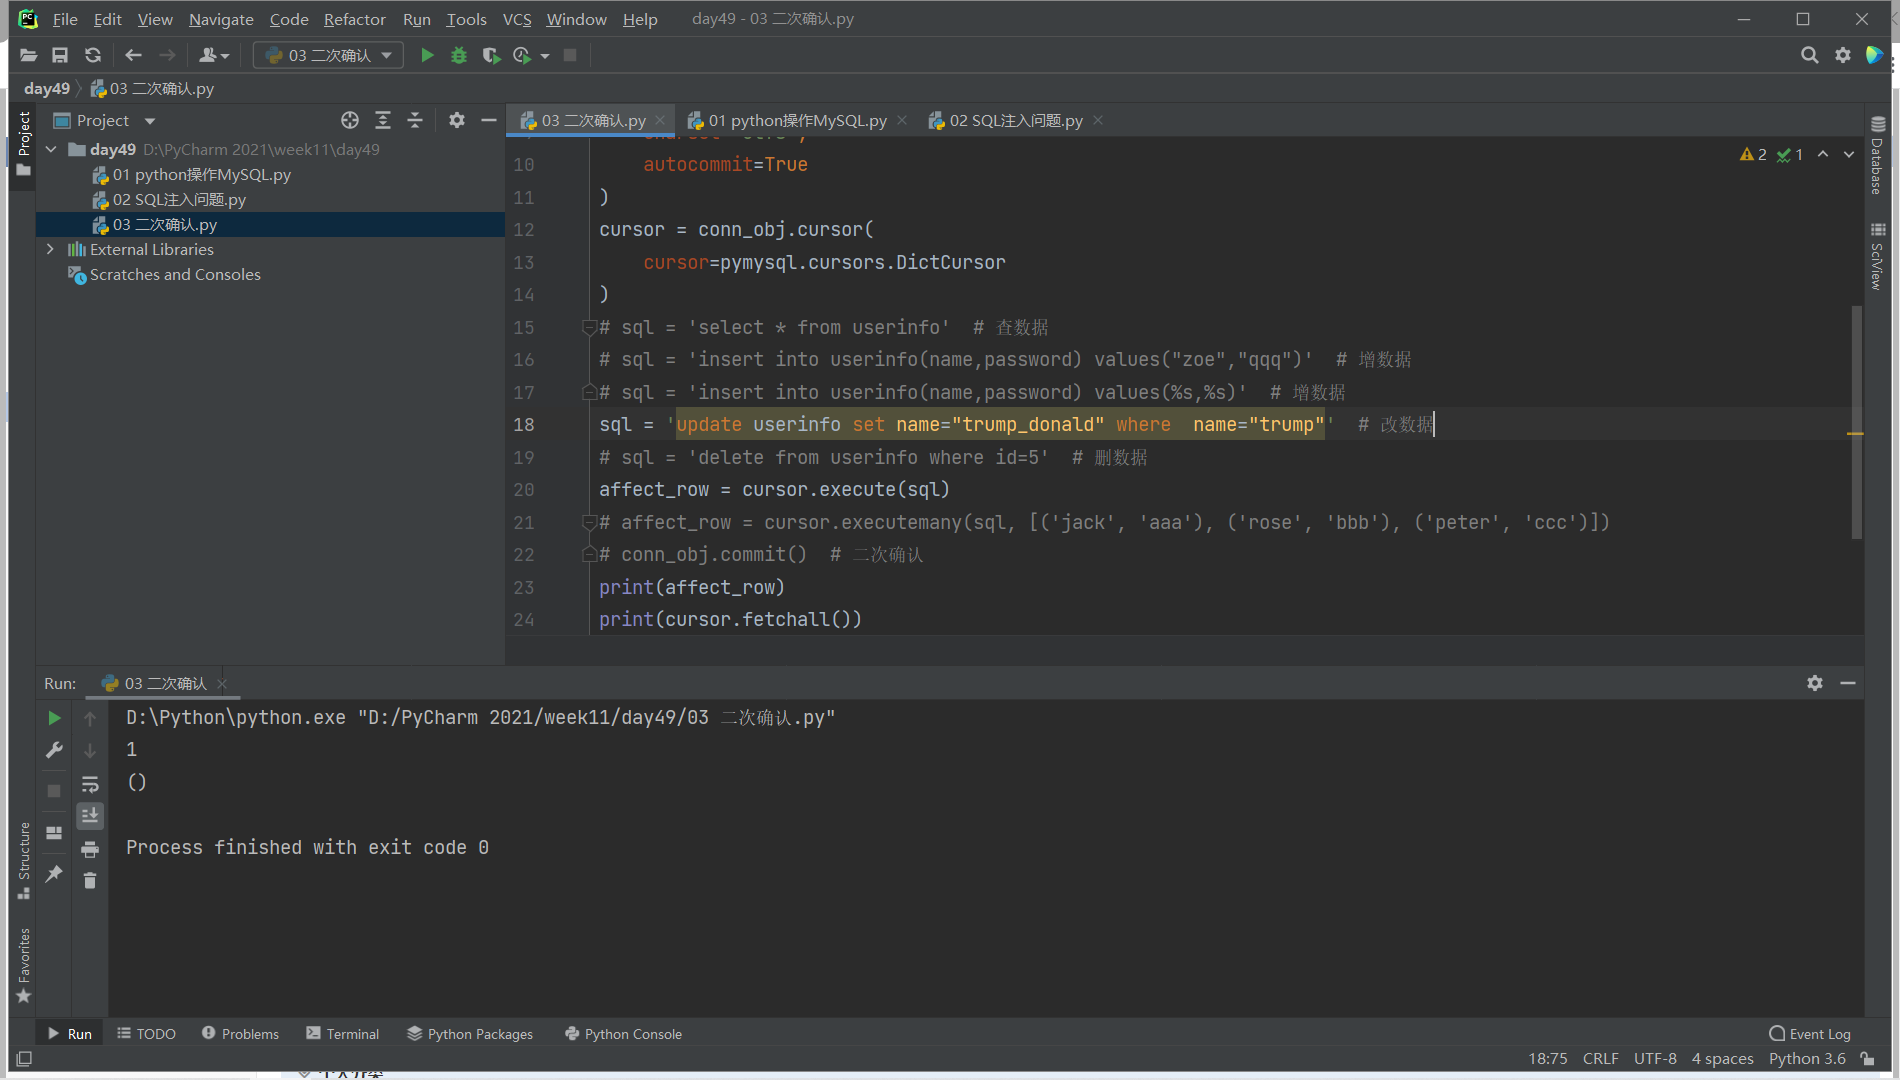 File Edit View Navigate Code Refactor Run Tools VCS Window Help day49 - 03 二次确认.py
03 二次确认
day49 03 二次确认.py
Project
Project
03 二次确认.py
01 python操作MySQL.py
02 SQL注入问题.py
day49 D:\PyCharm 2021\week11\day49
01 python操作MySQL.py
02 SQL注入问题.py
03 二次确认.py
External Libraries
Scratches and Consoles
2 1
10 autocommit=True
11 )
12 cursor = conn_obj.cursor(
13 cursor=pymysql.cursors.DictCursor
14 )
15 # sql = 'select * from userinfo'  # 查数据
16 # sql = 'insert into userinfo(name,password) values("zoe","qqq")'  # 增数据
17 # sql = 'insert into userinfo(name,password) values(%s,%s)'  # 增数据
18 sql = 'update userinfo set name="trump_donald" where  name="trump"'  # 改数据
19 # sql = 'delete from userinfo where id=5'  # 删数据
20 affect_row = cursor.execute(sql)
21 # affect_row = cursor.executemany(sql, [('jack', 'aaa'), ('rose', 'bbb'), ('peter', 'ccc')])
22 # conn_obj.commit()  # 二次确认
23 print(affect_row)
24 print(cursor.fetchall())
Database
SciView
Run: 03 二次确认
D:\Python\python.exe "D:/PyCharm 2021/week11/day49/03 二次确认.py"
1
()
Process finished with exit code 0
Structure
Favorites
Run TODO Problems Terminal Python Packages Python Console Event Log
18:75 CRLF UTF-8 4 spaces Python 3.6